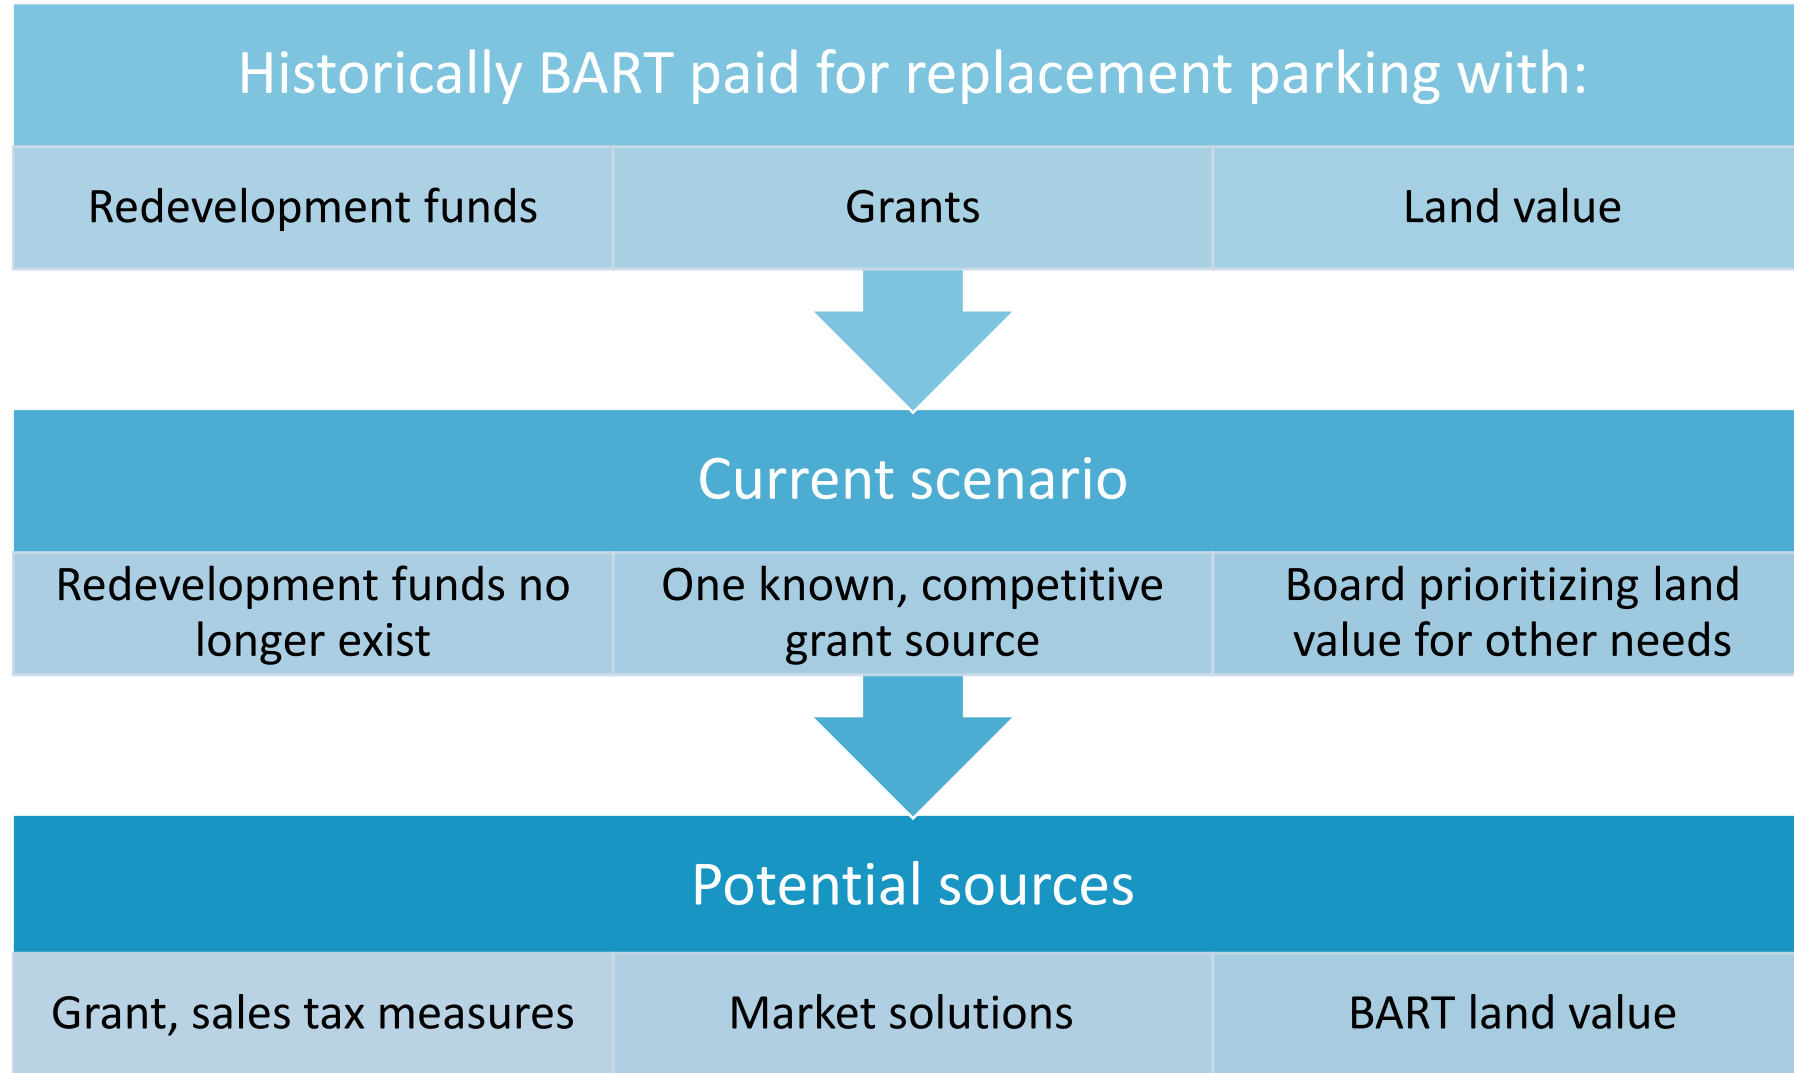 Historically BART paid for replacement parking with:
Redevelopment funds
Grants
Land value
Current scenario
Redevelopment funds no
longer exist
One known, competitive
grant source
Board prioritizing land
value for other needs
Potential sources
Grant, sales tax measures
Market solutions
BART land value